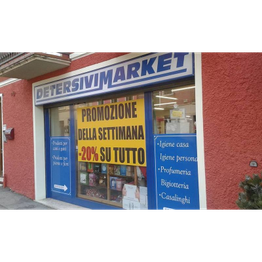 DETERSIVIMARKET
PROMOZIONE
DELLA SETTIMANA
-20% SU TUTTO
•Igiene casa
Igiene persona
•Profumeria
Bigiotteria
•Casalinghi